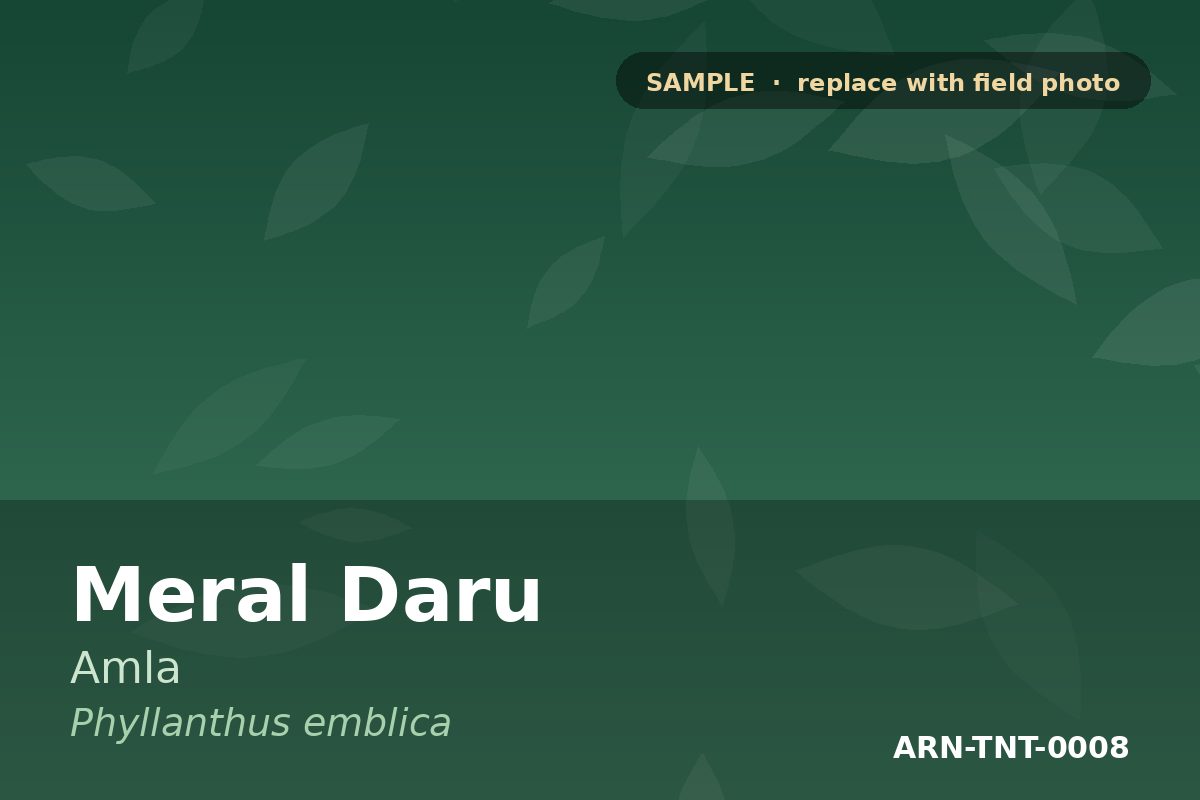 SAMPLE · replace with field photo
Meral Daru
Amla
Phyllanthus emblica
ARN-TNT-0008